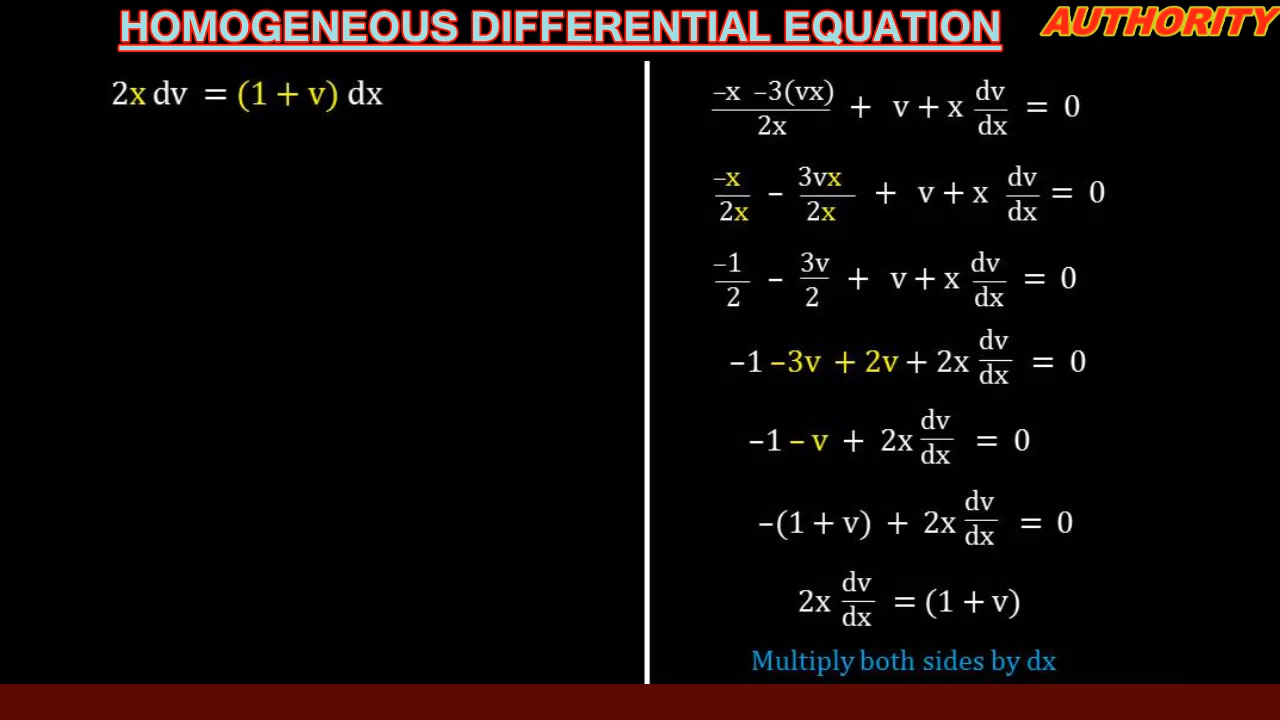 HOMOGENEOUS DIFFERENTIAL EQUATION
AUTHORITY
2x dv = (1 + v) dx
–x –3(vx)/2x + v + x dv/dx = 0
–x/2x – 3vx/2x + v + x dv/dx = 0
–1/2 – 3v/2 + v + x dv/dx = 0
–1 –3v + 2v + 2x dv/dx = 0
–1 – v + 2x dv/dx = 0
–(1 + v) + 2x dv/dx = 0
2x dv/dx = (1 + v)
Multiply both sides by dx